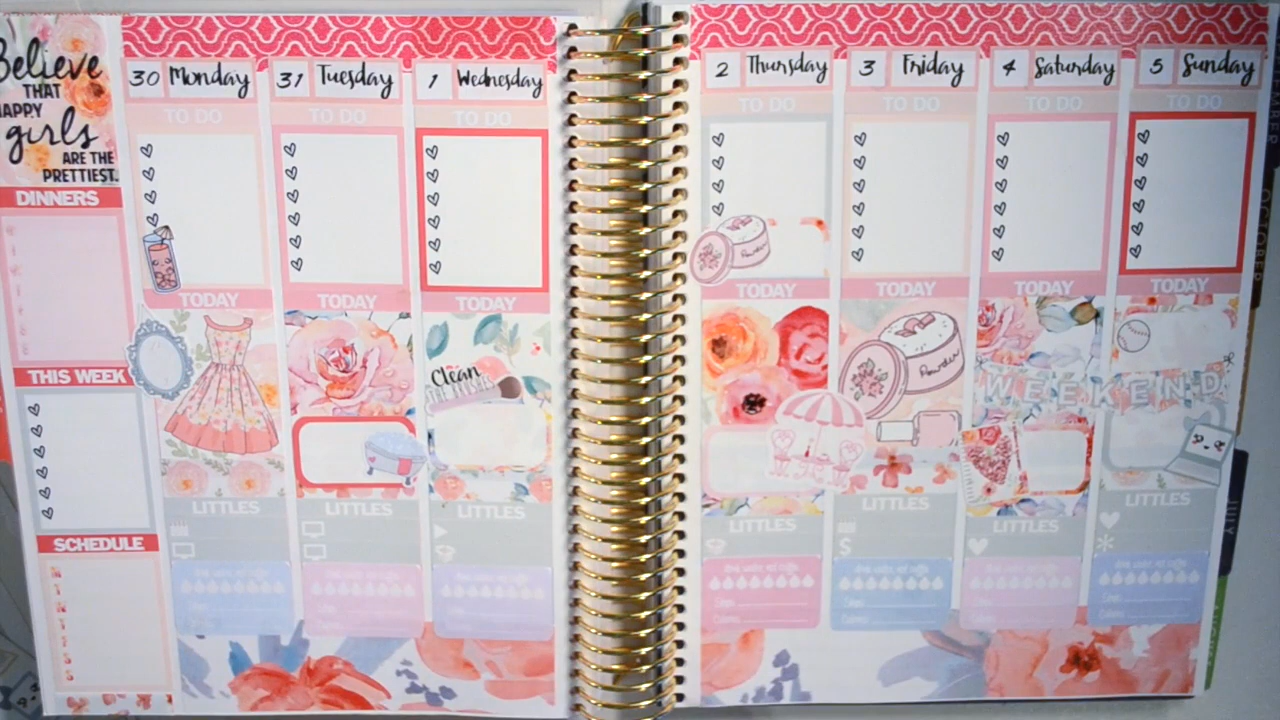 Believe
THAT
HAPPY
girls
ARE THE
PRETTIEST.
DINNERS
THIS WEEK
SCHEDULE
M
T
W
T
F
S
S
30 Monday
TO DO
TODAY
LITTLES
31 Tuesday
TO DO
TODAY
LITTLES
1 Wednesday
TO DO
TODAY
Clean
LITTLES
2 Thursday
TO DO
Powder
TODAY
LITTLES
3 Friday
TO DO
TODAY
Powder
LITTLES
$
4 Saturday
TO DO
TODAY
WEEKEND
LITTLES
5 Sunday
TO DO
TODAY
LITTLES
OCTOBER
JULY